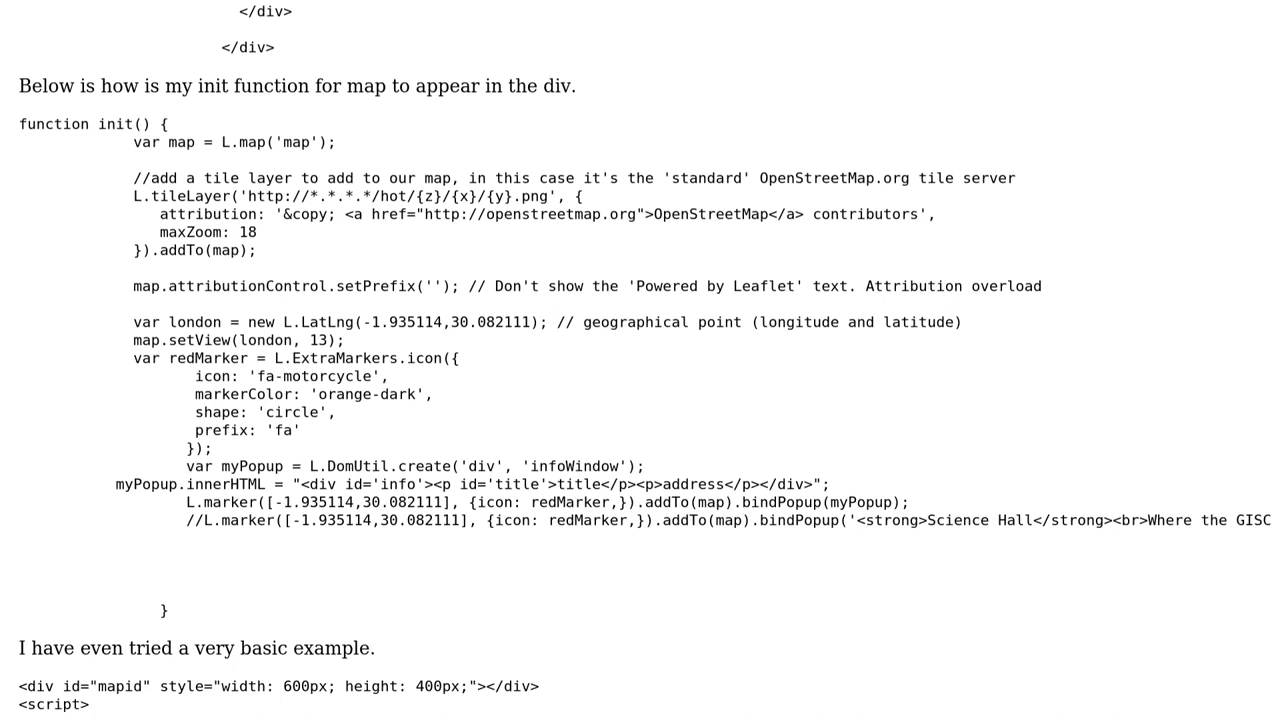 </div>
</div>
Below is how is my init function for map to appear in the div.
function init() {
var map = L.map('map');
//add a tile layer to add to our map, in this case it's the 'standard' OpenStreetMap.org tile server
L.tileLayer('http://*.*.*.*/hot/{z}/{x}/{y}.png', {
attribution: '&copy; <a href="http://openstreetmap.org">OpenStreetMap</a> contributors',
maxZoom: 18
}).addTo(map);
map.attributionControl.setPrefix(''); // Don't show the 'Powered by Leaflet' text. Attribution overload
var london = new L.LatLng(-1.935114,30.082111); // geographical point (longitude and latitude)
map.setView(london, 13);
var redMarker = L.ExtraMarkers.icon({
icon: 'fa-motorcycle',
markerColor: 'orange-dark',
shape: 'circle',
prefix: 'fa'
});
var myPopup = L.DomUtil.create('div', 'infoWindow');
myPopup.innerHTML = "<div id='info'><p id='title'>title</p><p>address</p></div>";
L.marker([-1.935114,30.082111], {icon: redMarker,}).addTo(map).bindPopup(myPopup);
//L.marker([-1.935114,30.082111], {icon: redMarker,}).addTo(map).bindPopup('<strong>Science Hall</strong><br>Where the GISC
}
I have even tried a very basic example.
<div id="mapid" style="width: 600px; height: 400px;"></div>
<script>